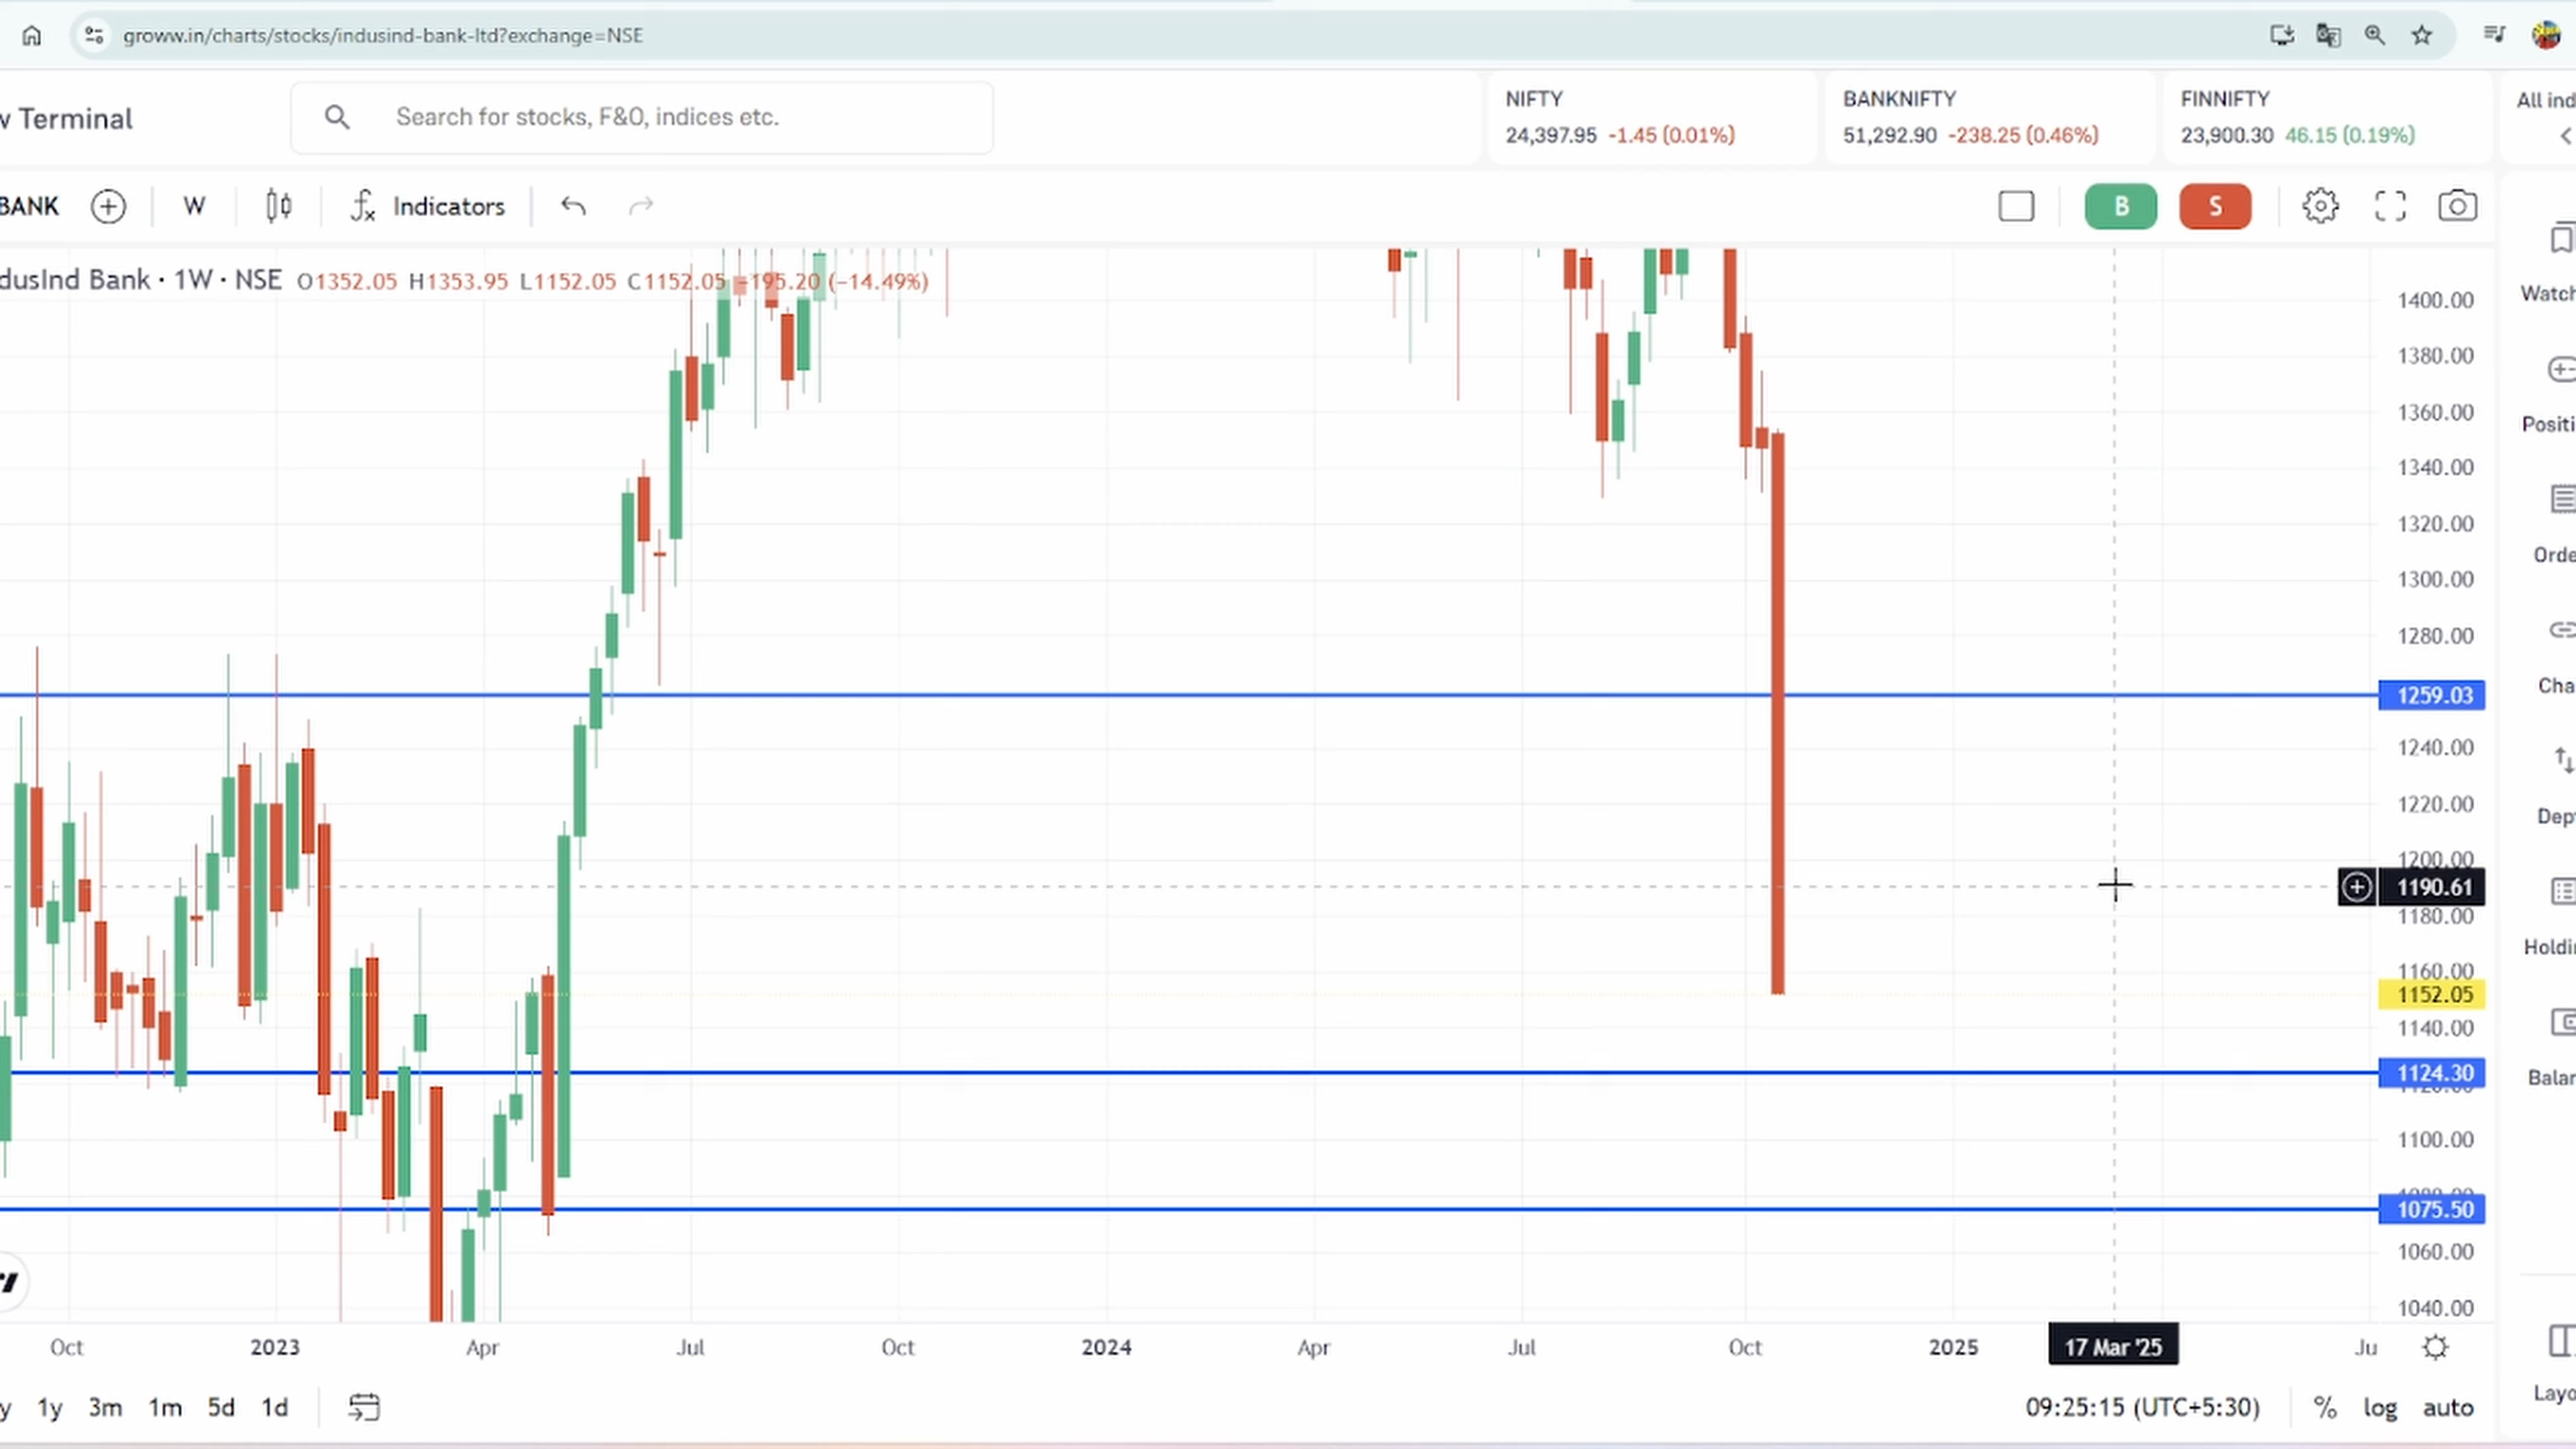 groww.in/charts/stocks/indusind-bank-ltd?exchange=NSE
w Terminal
Search for stocks, F&O, indices etc.
NIFTY
24,397.95 -1.45 (0.01%)
BANKNIFTY
51,292.90 -238.25 (0.46%)
FINNIFTY
23,900.30 46.15 (0.19%)
All ind
BANK
W
Indicators
B
S
dusInd Bank · 1W · NSE O1352.05 H1353.95 L1152.05 C1152.05 −195.20 (−14.49%)
1400.00
1380.00
1360.00
1340.00
1320.00
1300.00
1280.00
1259.03
1240.00
1220.00
1200.00
1190.61
1180.00
1160.00
1152.05
1140.00
1124.30
1100.00
1075.50
1060.00
1040.00
Watch
Positi
Orde
Cha
Dep
Holdi
Balar
Layo
Oct 2023 Apr Jul Oct 2024 Apr Jul Oct 2025 17 Mar '25 Ju
y 1y 3m 1m 5d 1d
09:25:15 (UTC+5:30) % log auto